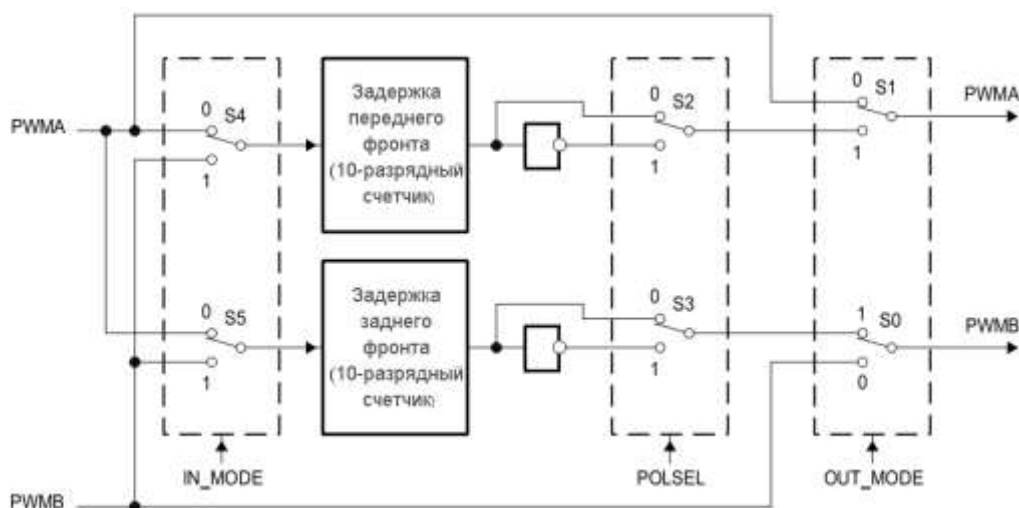 0
S1
PWMA
Задержка
переднего
фронта
(10-разрядный
счетчик)
0
S4
0
S2
PWMA
1
1
1
Задержка
заднего
фронта
(10-разрядный
счетчик)
0
S5
0
S3
1
S0
PWMB
1
1
0
IN_MODE
POLSEL
OUT_MODE
PWMB